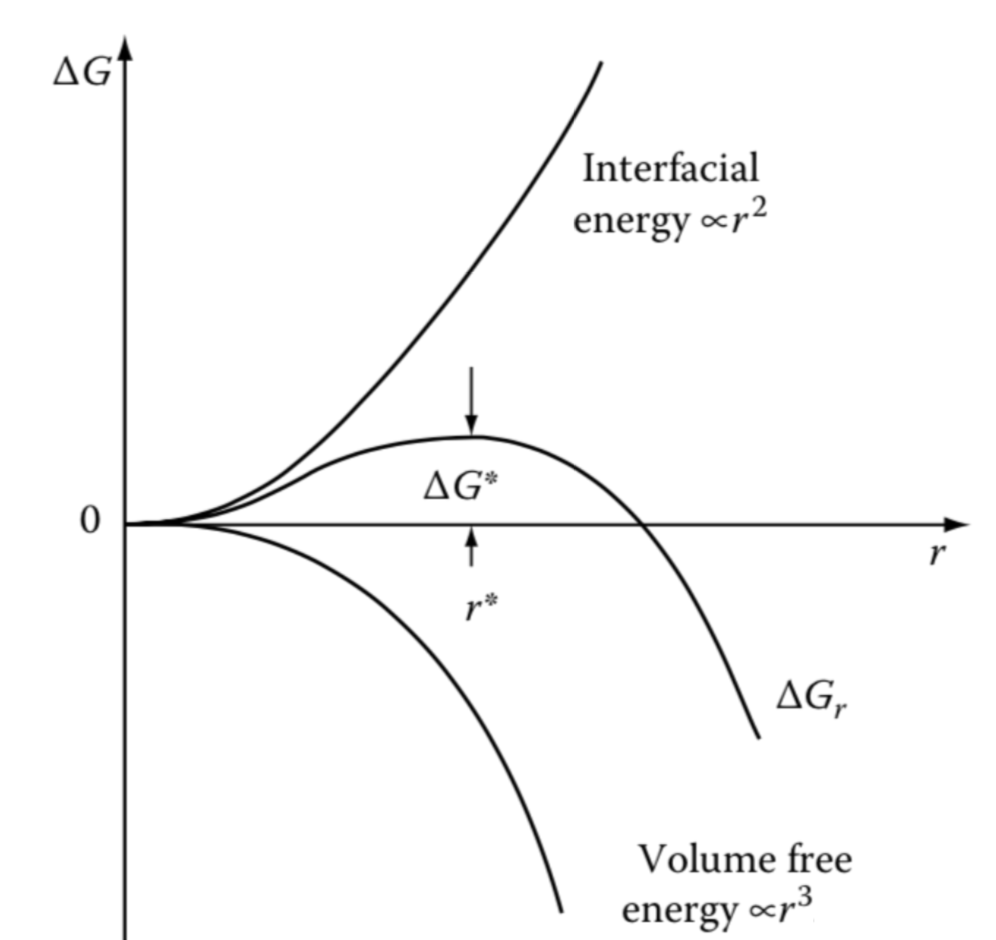 ΔG
Interfacial
energy ∝r²
ΔG*
0
r
r*
ΔGᵣ
Volume free
energy ∝r³